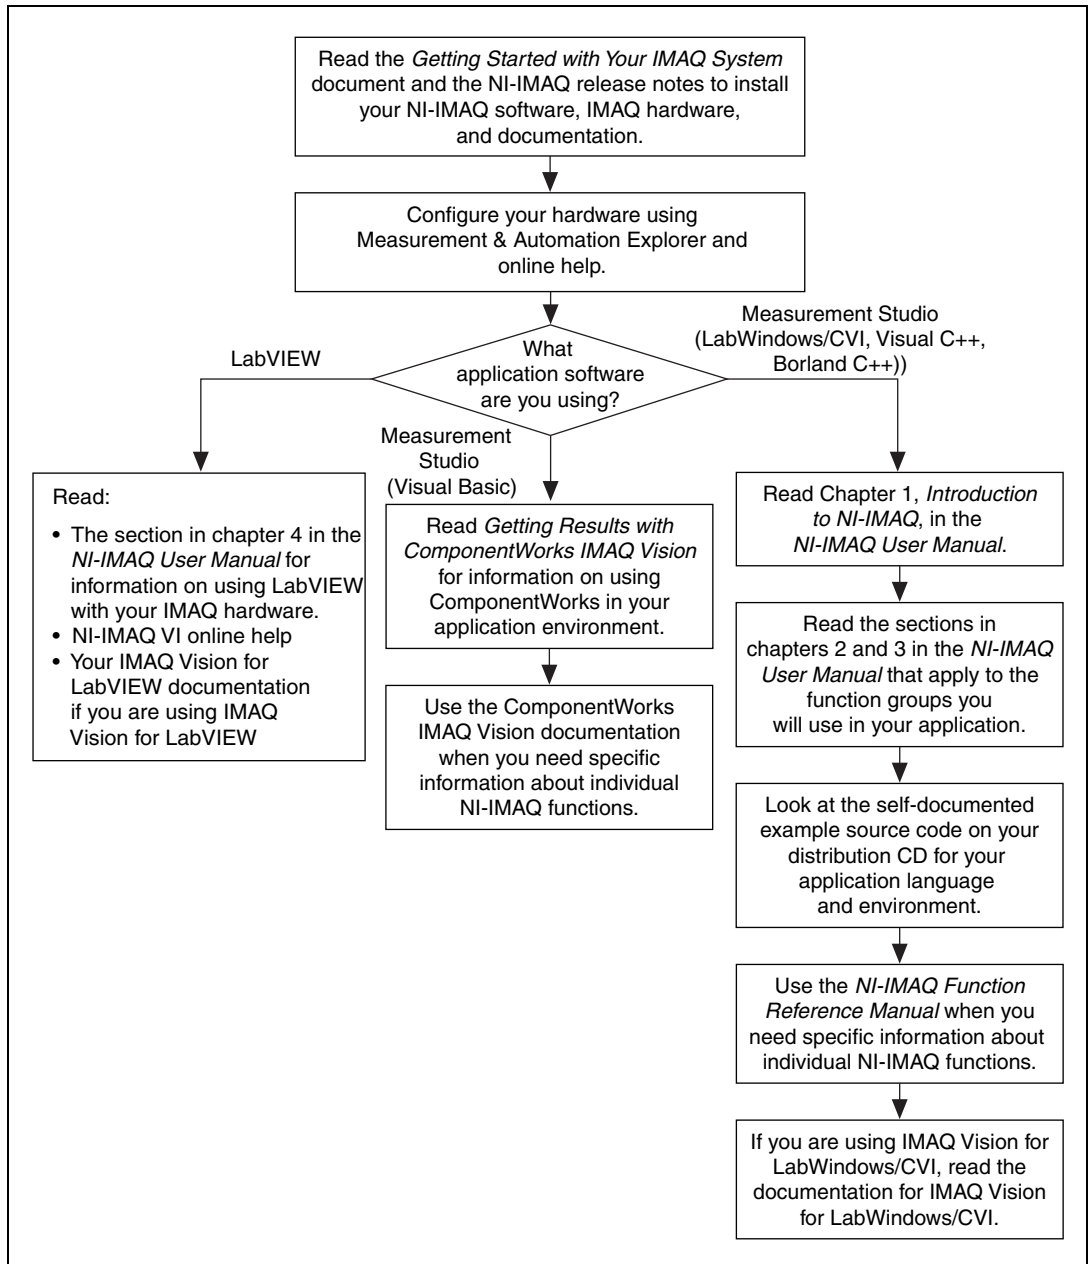 Read the Getting Started with Your IMAQ System
document and the NI-IMAQ release notes to install
your NI-IMAQ software, IMAQ hardware,
and documentation.
Configure your hardware using
Measurement & Automation Explorer and
online help.
What
application software
are you using?
LabVIEW
Read:
• The section in chapter 4 in the
NI-IMAQ User Manual for
information on using LabVIEW
with your IMAQ hardware.
• NI-IMAQ VI online help
• Your IMAQ Vision for
LabVIEW documentation
if you are using IMAQ
Vision for LabVIEW
Measurement
Studio
(Visual Basic)
Read Getting Results with
ComponentWorks IMAQ Vision
for information on using
ComponentWorks in your
application environment.
Use the ComponentWorks
IMAQ Vision documentation
when you need specific
information about individual
NI-IMAQ functions.
Measurement Studio
(LabWindows/CVI, Visual C++,
Borland C++))
Read Chapter 1, Introduction
to NI-IMAQ, in the
NI-IMAQ User Manual.
Read the sections in
chapters 2 and 3 in the NI-IMAQ
User Manual that apply to the
function groups you
will use in your application.
Look at the self-documented
example source code on your
distribution CD for your
application language
and environment.
Use the NI-IMAQ Function
Reference Manual when you
need specific information about
individual NI-IMAQ functions.
If you are using IMAQ Vision for
LabWindows/CVI, read the
documentation for IMAQ Vision
for LabWindows/CVI.